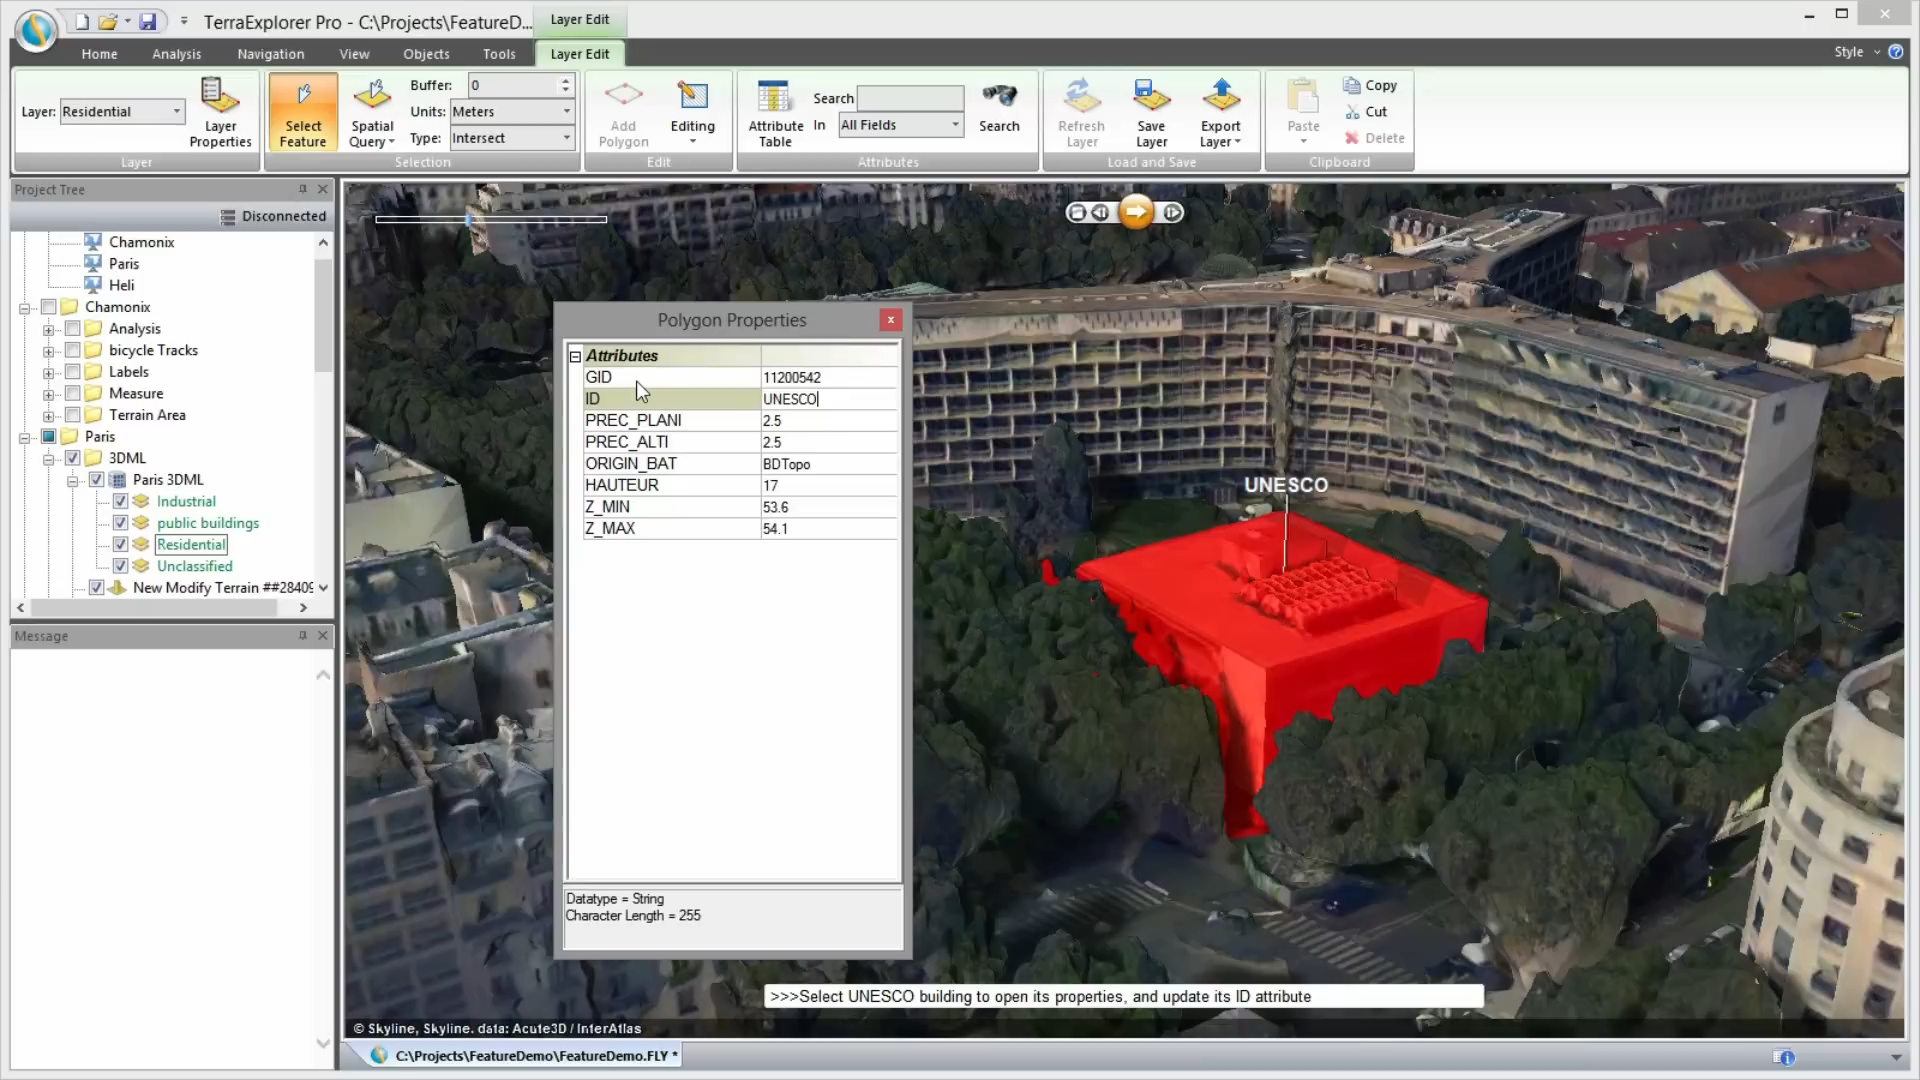 TerraExplorer Pro - C:\Projects\FeatureD...
Layer Edit
Home
Analysis
Navigation
View
Objects
Tools
Layer Edit
Style
Layer: Residential
Layer Properties
Layer
Select Feature
Spatial Query
Buffer: 0
Units: Meters
Type: Intersect
Selection
Add Polygon
Editing
Edit
Attribute Table
Search
In All Fields
Search
Attributes
Refresh Layer
Save Layer
Export Layer
Load and Save
Paste
Copy
Cut
Delete
Clipboard
Project Tree
Disconnected
Chamonix
Paris
Heli
Chamonix
Analysis
bicycle Tracks
Labels
Measure
Terrain Area
Paris
3DML
Paris 3DML
Industrial
public buildings
Residential
Unclassified
New Modify Terrain ##28409
Message
Polygon Properties
Attributes
GID 11200542
ID UNESCO
PREC_PLANI 2.5
PREC_ALTI 2.5
ORIGIN_BAT BDTopo
HAUTEUR 17
Z_MIN 53.6
Z_MAX 54.1
Datatype = String
Character Length = 255
UNESCO
>>>Select UNESCO building to open its properties, and update its ID attribute
© Skyline, Skyline. data: Acute3D / InterAtlas
C:\Projects\FeatureDemo\FeatureDemo.FLY *